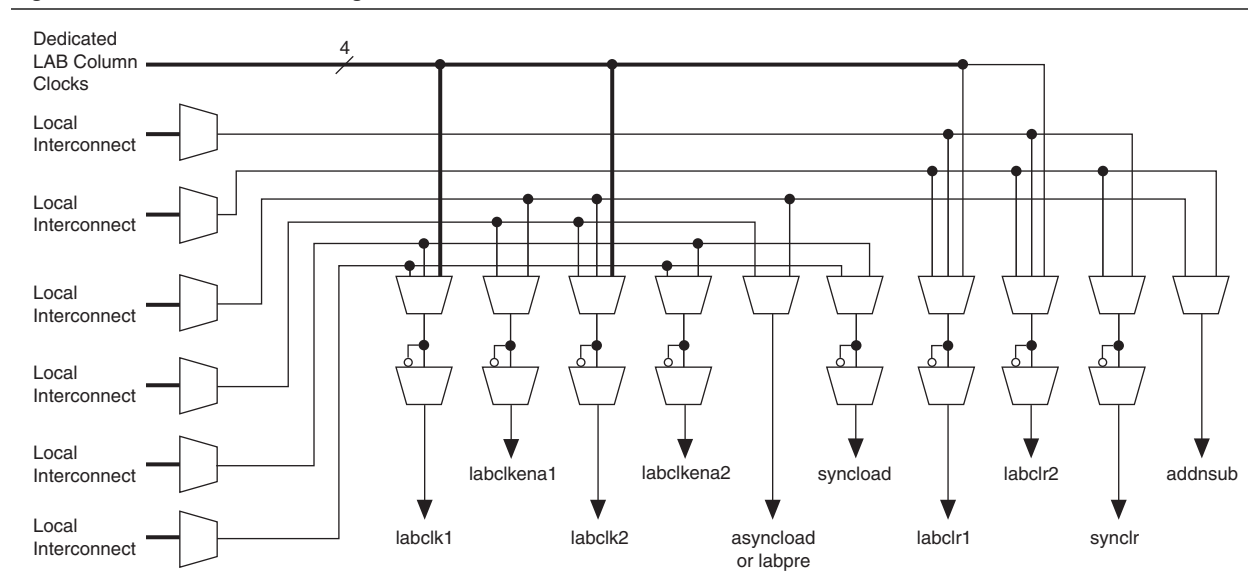 Dedicated
LAB Column
Clocks
4
Local
Interconnect
Local
Interconnect
Local
Interconnect
Local
Interconnect
Local
Interconnect
Local
Interconnect
labclkena1
labclkena2
syncload
labclr2
addnsub
labclk1
labclk2
asyncload
or labpre
labclr1
synclr